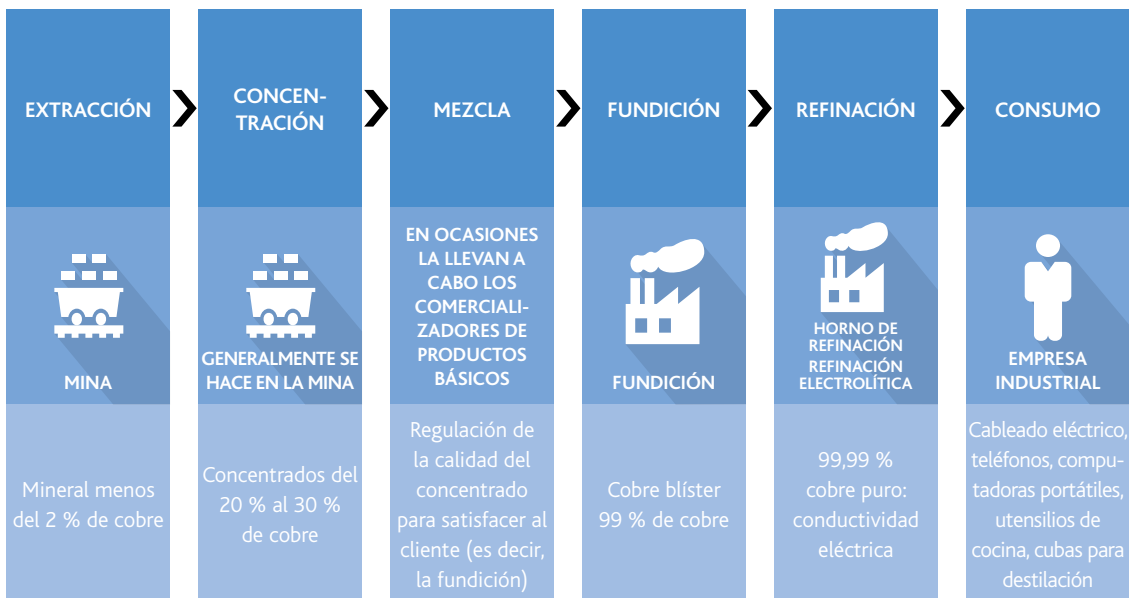 EXTRACCIÓN
CONCEN-
TRACIÓN
MEZCLA
FUNDICIÓN
REFINACIÓN
CONSUMO
MINA
GENERALMENTE SE
HACE EN LA MINA
EN OCASIONES
LA LLEVAN A
CABO LOS
COMERCIALI-
ZADORES DE
PRODUCTOS
BÁSICOS
FUNDICIÓN
HORNO DE
REFINACIÓN
REFINACIÓN
ELECTROLÍTICA
EMPRESA
INDUSTRIAL
Mineral menos
del 2 % de cobre
Concentrados del
20 % al 30 %
de cobre
Regulación de
la calidad del
concentrado
para satisfacer al
cliente (es decir,
la fundición)
Cobre blíster
99 % de cobre
99,99 %
cobre puro:
conductividad
eléctrica
Cableado eléctrico,
teléfonos, compu-
tadoras portátiles,
utensilios de
cocina, cubas para
destilación